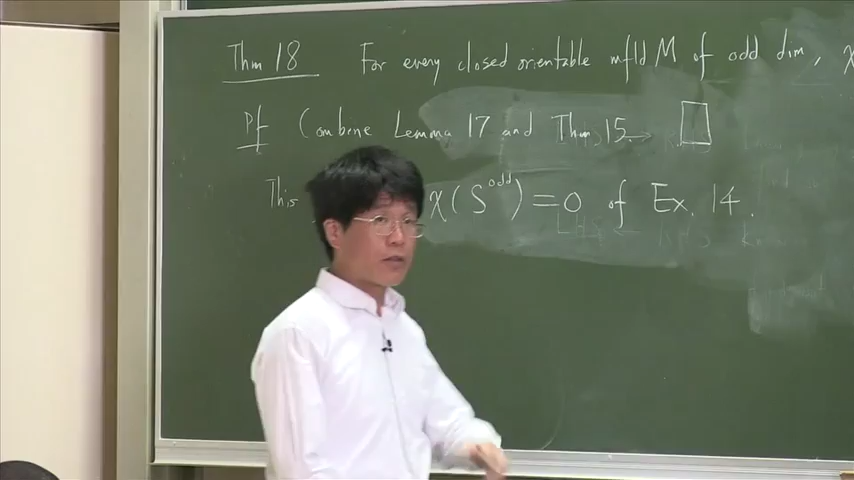 Thm 18 For every closed orientable mfld M of odd dim, χ
Pf Combine Lemma 17 and Thm 15. □
This χ(S^odd) = 0 of Ex. 14.